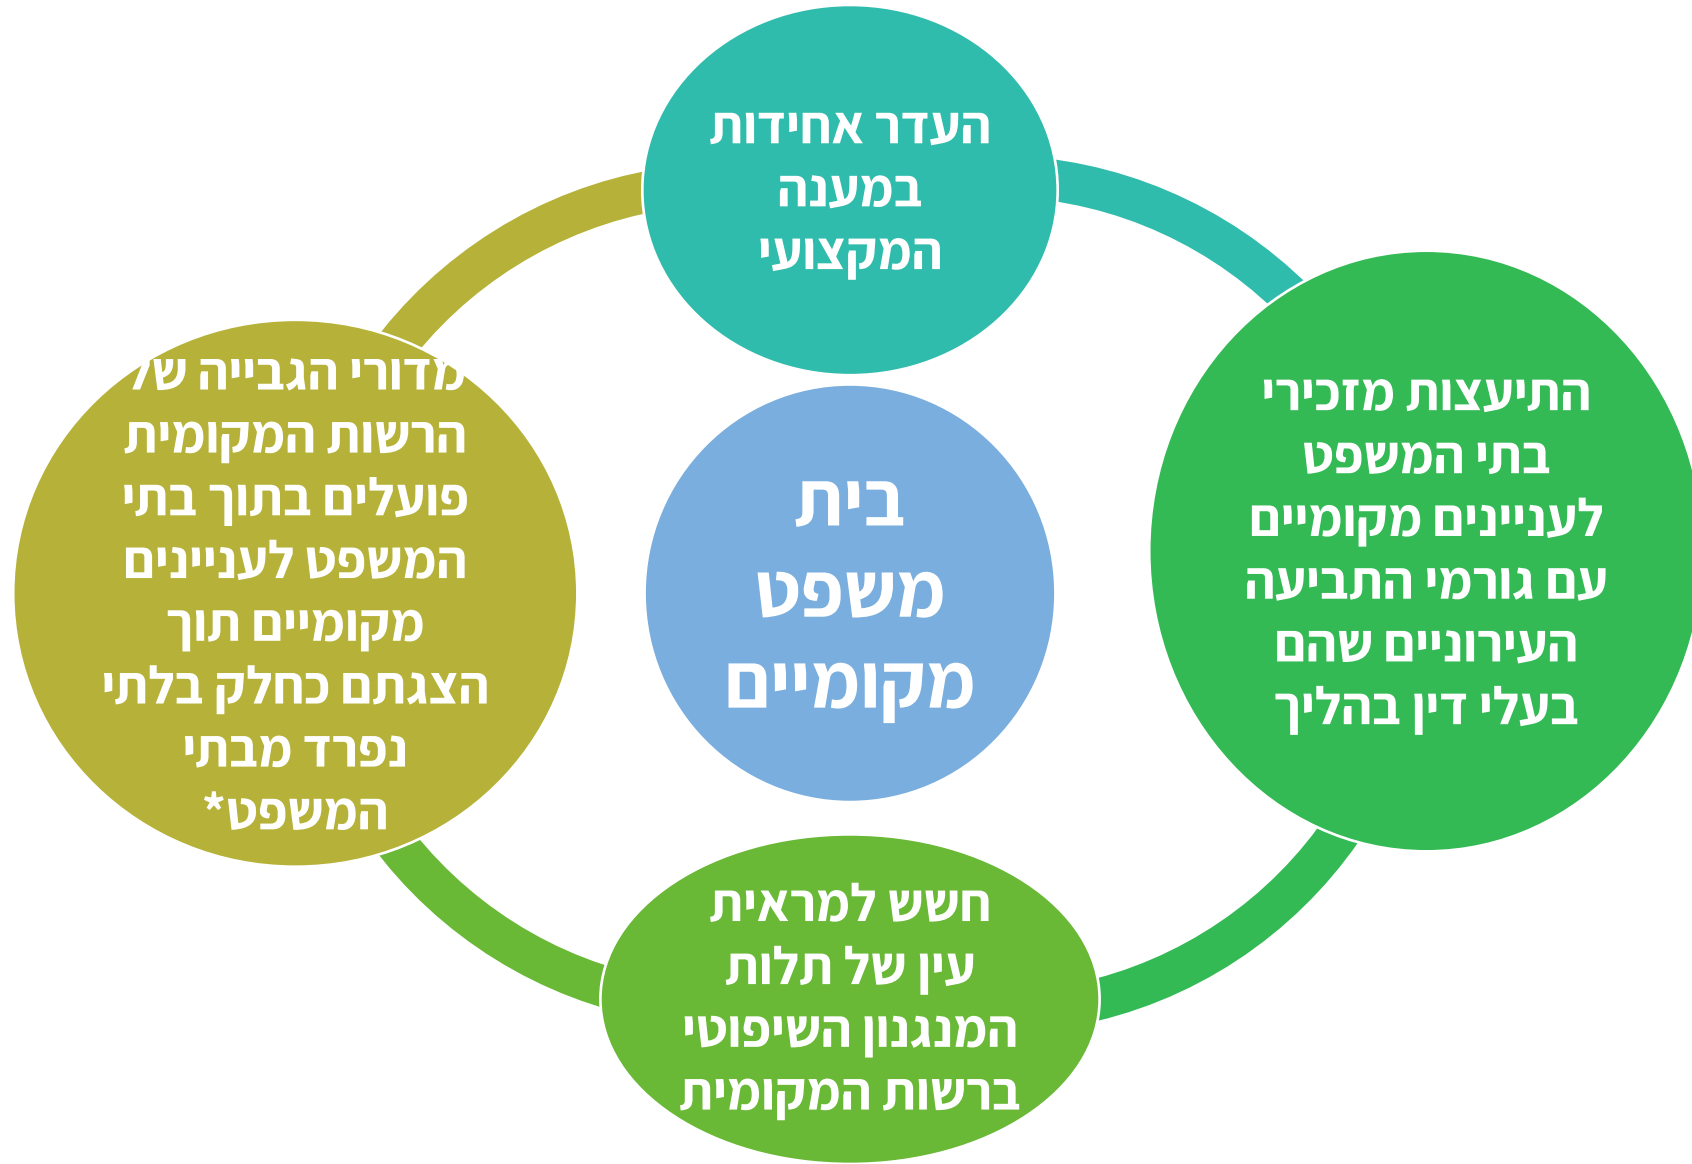 העדר אחידות
במענה
המקצועי
התיעצות מזכירי
בתי המשפט
לעניינים מקומיים
עם גורמי התביעה
העירוניים שהם
בעלי דין בהליך
חשש למראית
עין של תלות
המנגנון השיפוטי
ברשות המקומית
מדורי הגבייה של
הרשות המקומית
פועלים בתוך בתי
המשפט לעניינים
מקומיים תוך
הצגתם כחלק בלתי
נפרד מבתי
המשפט*
בית
משפט
מקומיים